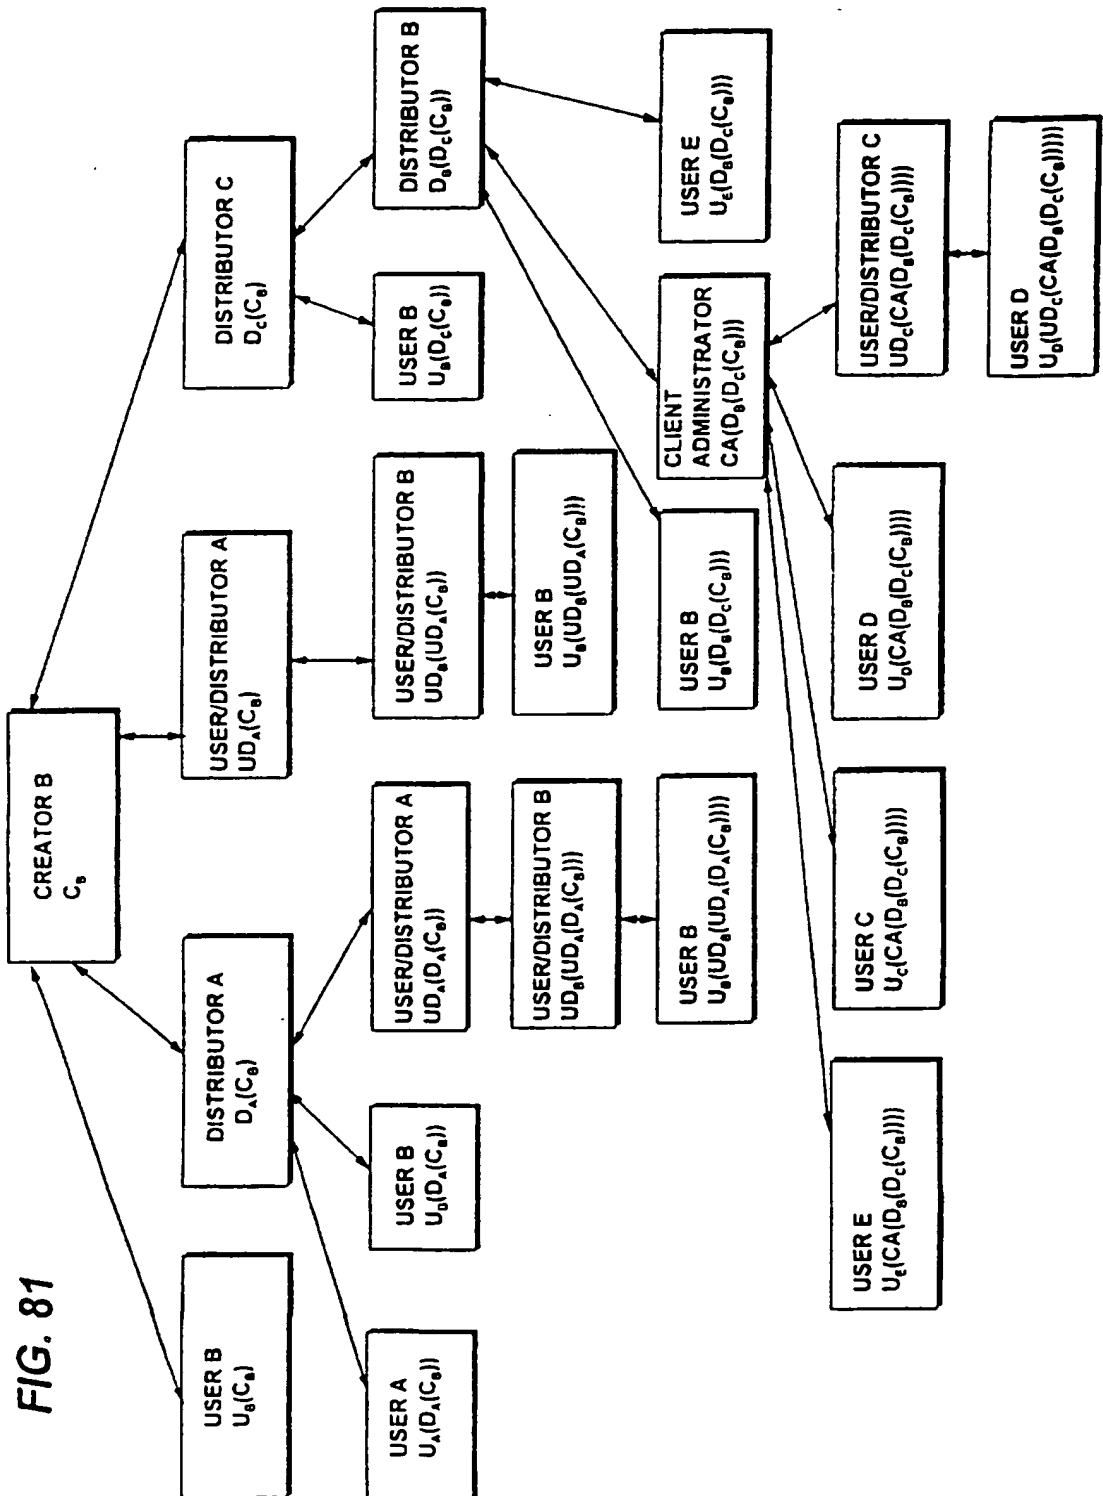 FIG. 81
CREATOR B
C_B
USER B
U_B(C_B)
DISTRIBUTOR A
D_A(C_B)
USER/DISTRIBUTOR A
UD_A(C_B)
DISTRIBUTOR C
D_C(C_B)
USER A
U_A(D_A(C_B))
USER B
U_D(D_A(C_B))
USER/DISTRIBUTOR A
UD_A(D_A(C_B))
USER/DISTRIBUTOR B
UD_B(UD_A(C_B))
USER B
U_B(D_C(C_B))
DISTRIBUTOR B
D_B(D_C(C_B))
USER/DISTRIBUTOR B
UD_B(UD_A(D_A(C_B)))
USER B
U_B(UD_B(UD_A(C_B)))
USER B
U_B(UD_B(UD_A(D_A(C_B))))
USER B
U_B(D_B(D_C(C_B)))
CLIENT
ADMINISTRATOR
CA(D_B(D_C(C_B)))
USER E
U_E(D_B(D_C(C_B)))
USER E
U_E(CA(D_B(D_C(C_B))))
USER C
U_C(CA(D_B(D_C(C_B))))
USER D
U_D(CA(D_B(D_C(C_B))))
USER/DISTRIBUTOR C
UD_C(CA(D_B(D_C(C_B))))
USER D
U_D(UD_C(CA(D_B(D_C(C_B)))))